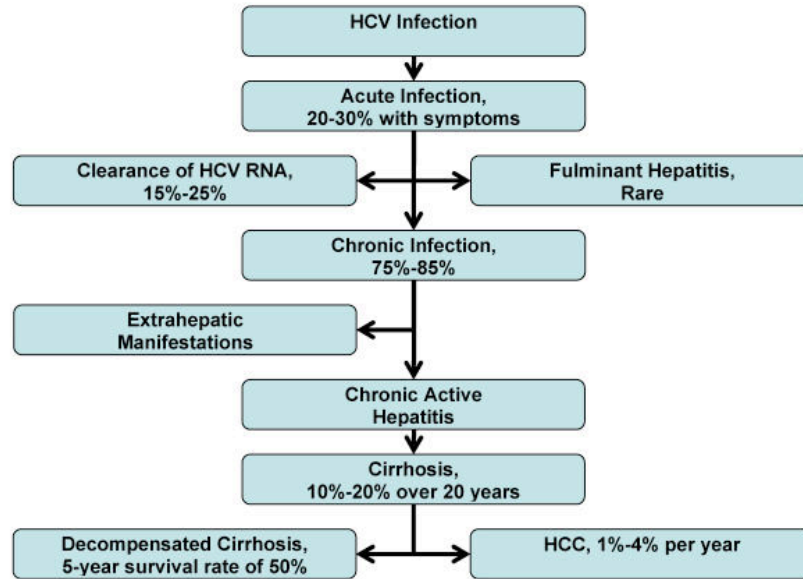 HCV Infection
Acute Infection,
20-30% with symptoms
Clearance of HCV RNA,
15%-25%
Fulminant Hepatitis,
Rare
Chronic Infection,
75%-85%
Extrahepatic
Manifestations
Chronic Active
Hepatitis
Cirrhosis,
10%-20% over 20 years
Decompensated Cirrhosis,
5-year survival rate of 50%
HCC, 1%-4% per year